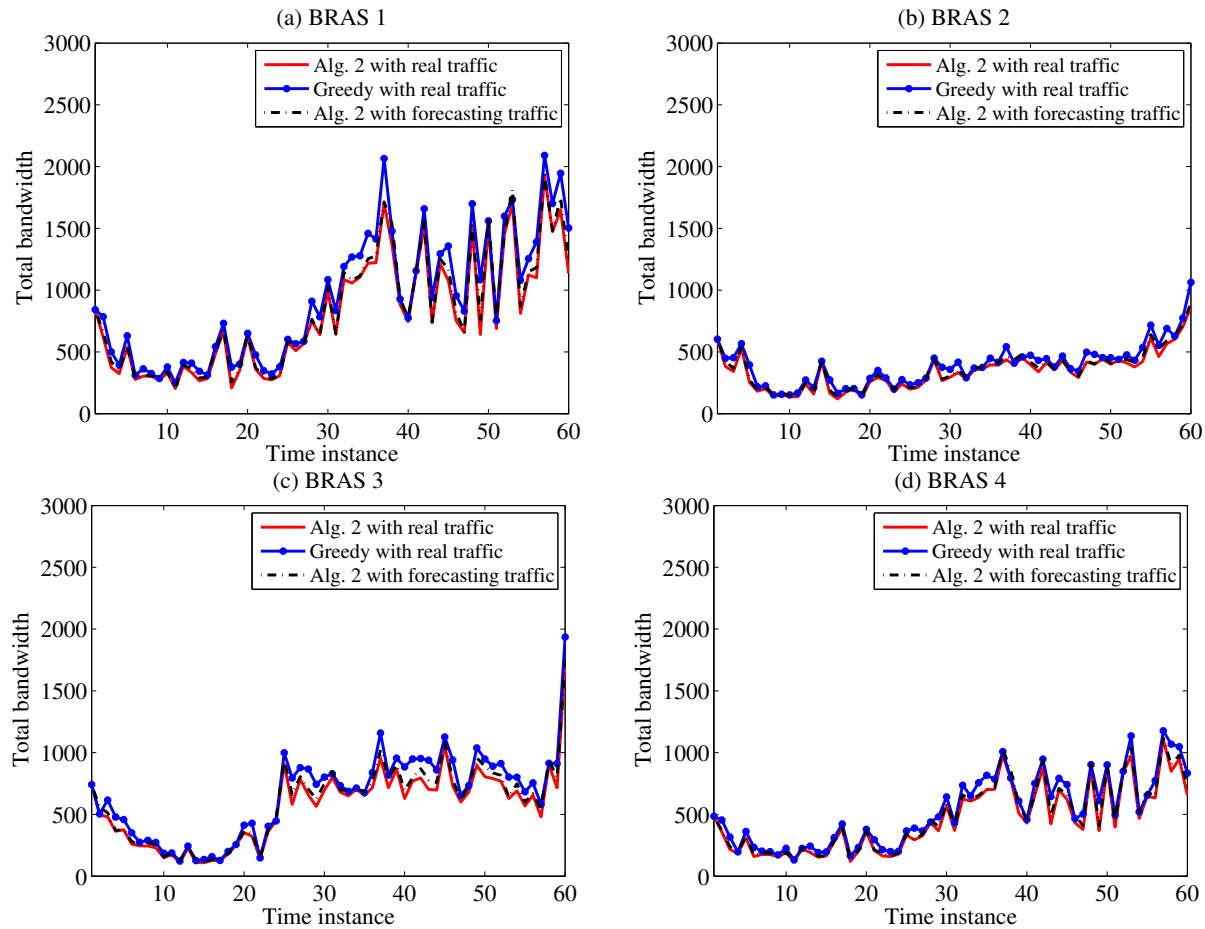 (a) BRAS 1
3000
2500
2000
1500
1000
500
0
10
20
30
40
50
60
Total bandwidth
Time instance
Alg. 2 with real traffic
Greedy with real traffic
Alg. 2 with forecasting traffic
(b) BRAS 2
3000
2500
2000
1500
1000
500
0
10
20
30
40
50
60
Total bandwidth
Time instance
Alg. 2 with real traffic
Greedy with real traffic
Alg. 2 with forecasting traffic
(c) BRAS 3
3000
2500
2000
1500
1000
500
0
10
20
30
40
50
60
Total bandwidth
Time instance
Alg. 2 with real traffic
Greedy with real traffic
Alg. 2 with forecasting traffic
(d) BRAS 4
3000
2500
2000
1500
1000
500
0
10
20
30
40
50
60
Total bandwidth
Time instance
Alg. 2 with real traffic
Greedy with real traffic
Alg. 2 with forecasting traffic